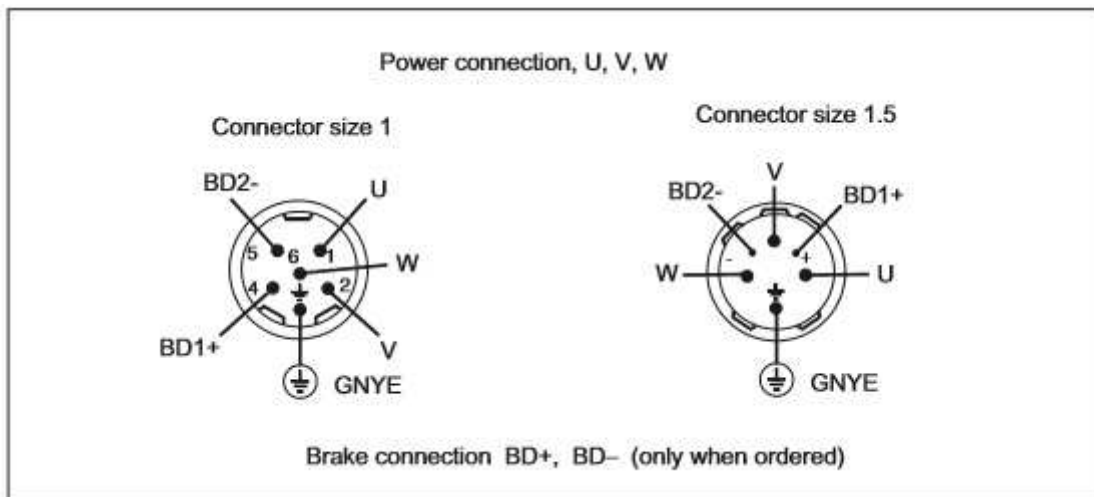 Power connection, U, V, W
Connector size 1
Connector size 1.5
BD2-
U
5
6
1
W
4
2
BD1+
V
GNYE
V
BD2-
BD1+
-
+
W
U
GNYE
Brake connection BD+, BD– (only when ordered)